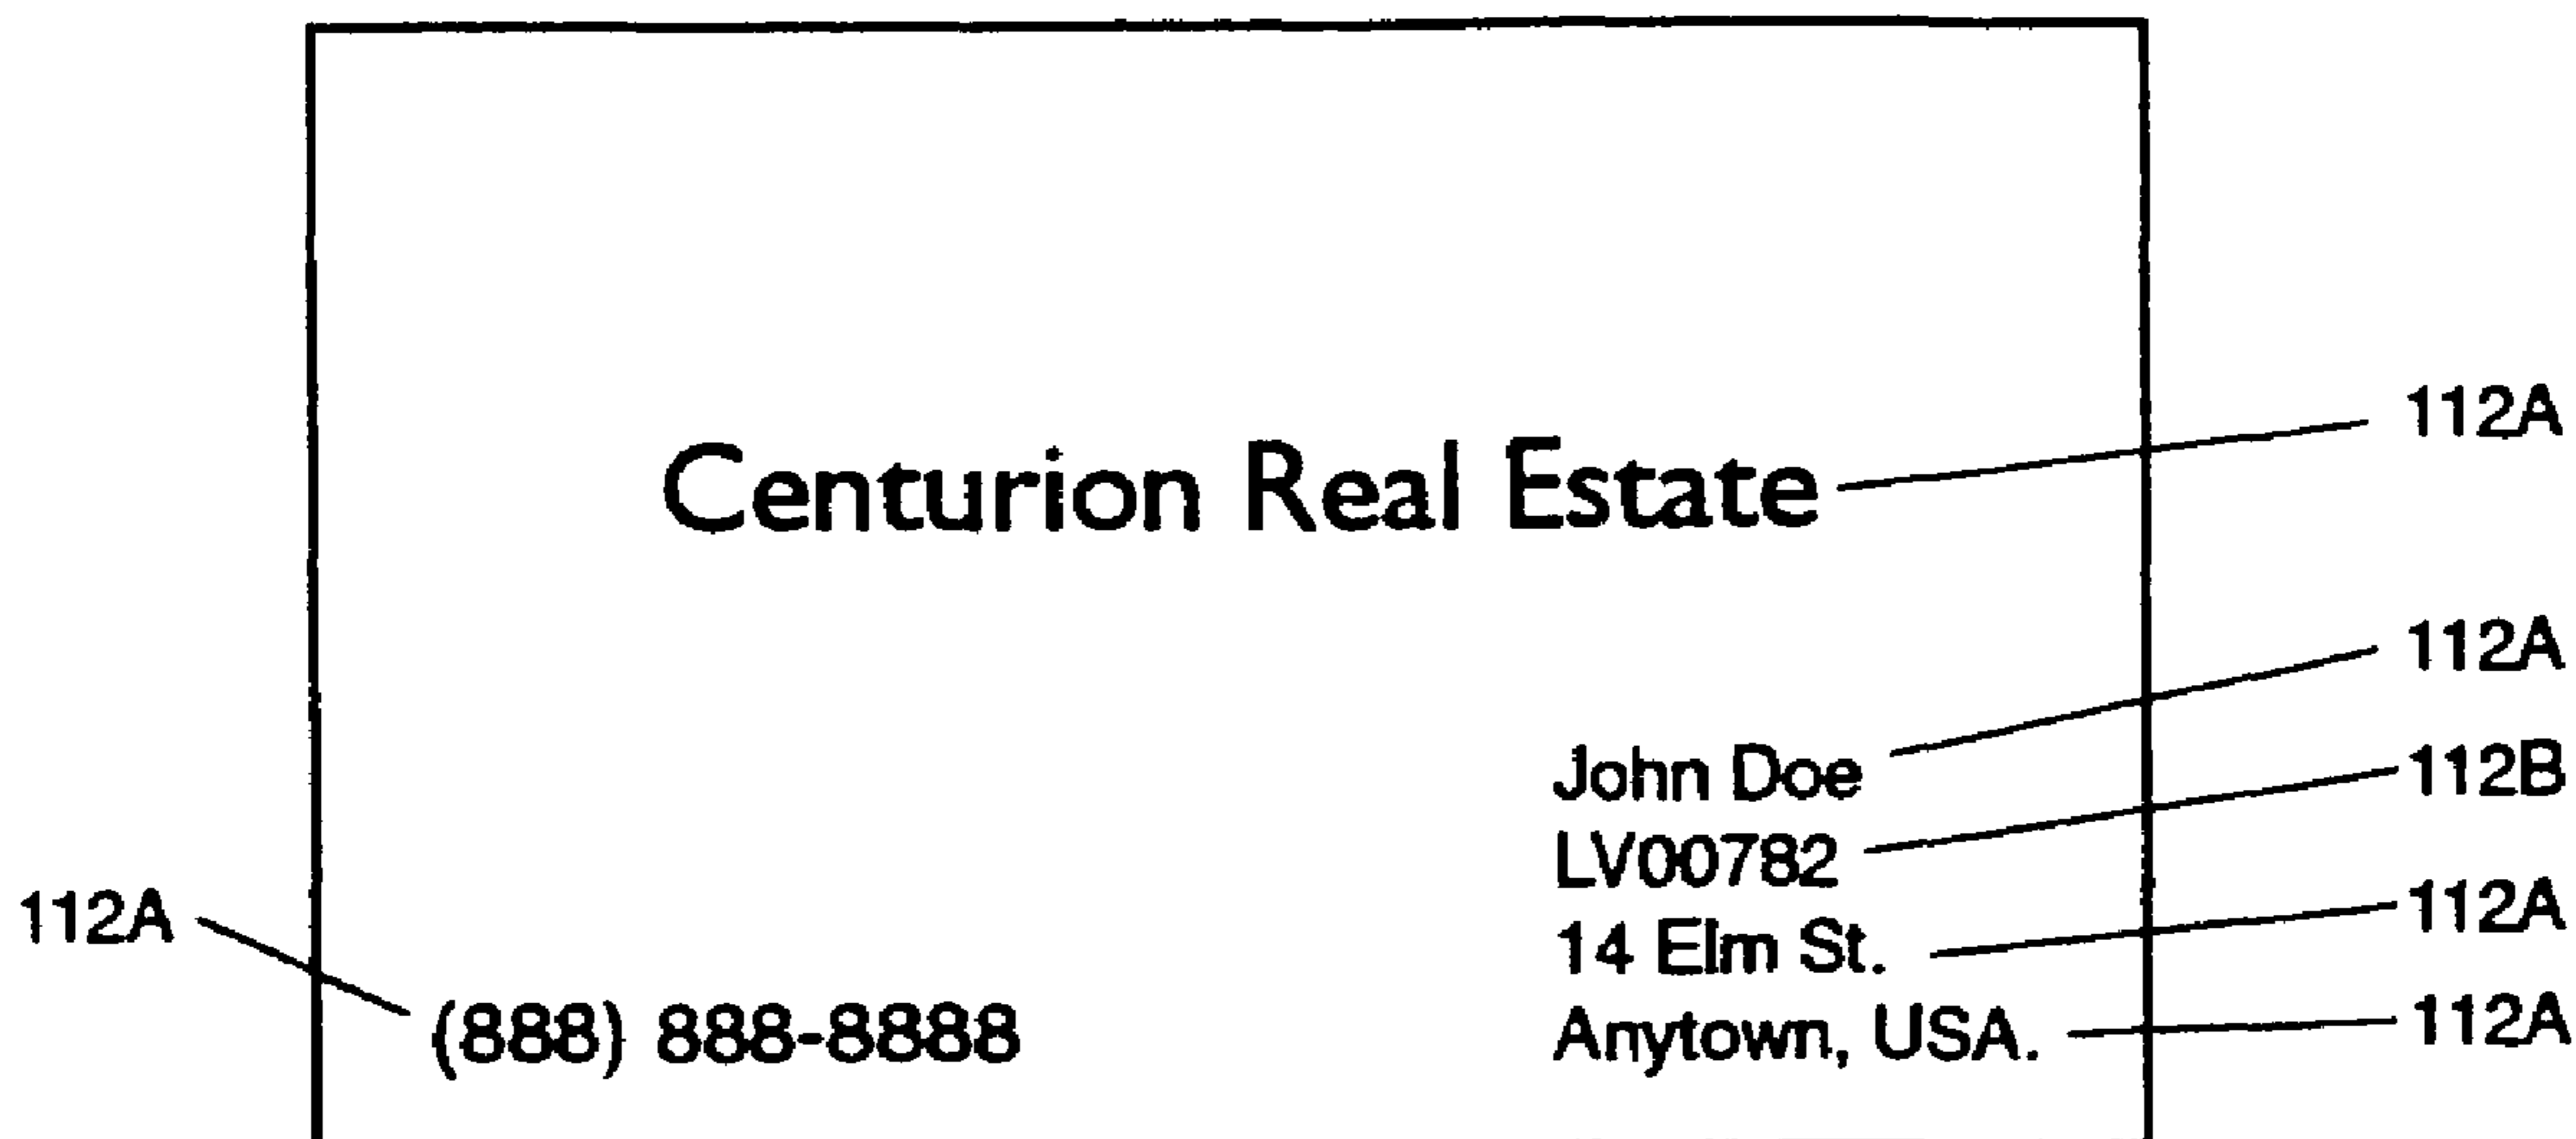 Centurion Real Estate 112A
112A
John Doe
112B
LV00782
112A
14 Elm St.
112A
(888) 888-8888
Anytown, USA.
112A